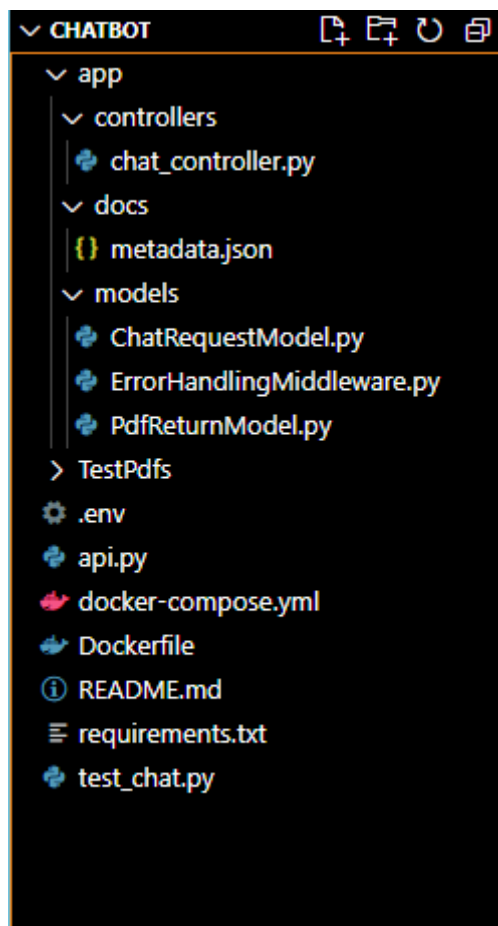 CHATBOT
app
controllers
chat_controller.py
docs
{} metadata.json
models
ChatRequestModel.py
ErrorHandlingMiddleware.py
PdfReturnModel.py
TestPdfs
.env
api.py
docker-compose.yml
Dockerfile
README.md
requirements.txt
test_chat.py